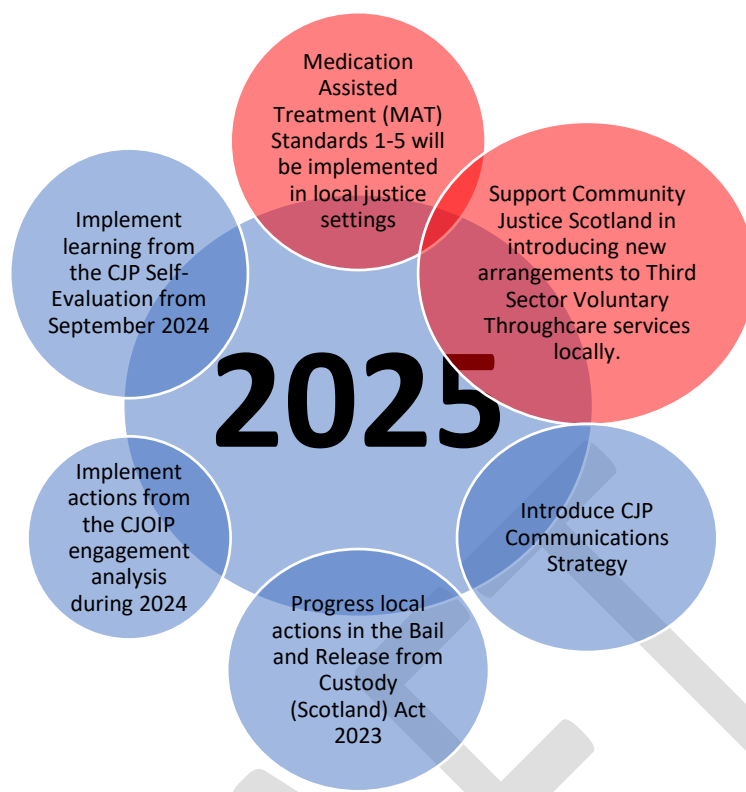 Medication
Assisted
Treatment (MAT)
Standards 1-5 will
be implemented
in local justice
settings
Support Community
Justice Scotland in
introducing new
arrangements to Third
Sector Voluntary
Throughcare services
locally.
Introduce CJP
Communications
Strategy
Progress local
actions in the Bail
and Release from
Custody
(Scotland) Act
2023
Implement
actions from
the CJOIP
engagement
analysis
during 2024
Implement
learning from
the CJP Self-
Evaluation from
September 2024
2025